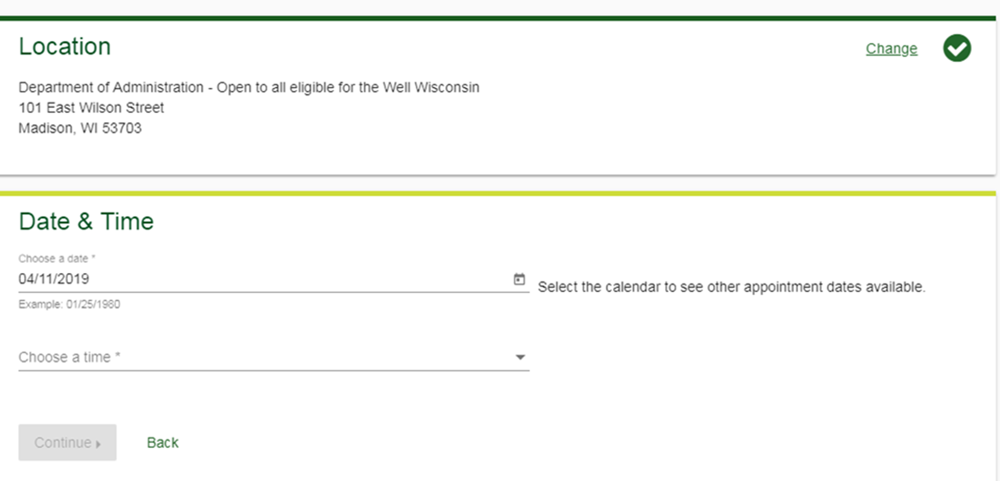 Location
Change
Department of Administration - Open to all eligible for the Well Wisconsin
101 East Wilson Street
Madison, WI 53703
Date & Time
Choose a date *
04/11/2019
Select the calendar to see other appointment dates available.
Example: 01/25/1980
Choose a time *
Continue
Back